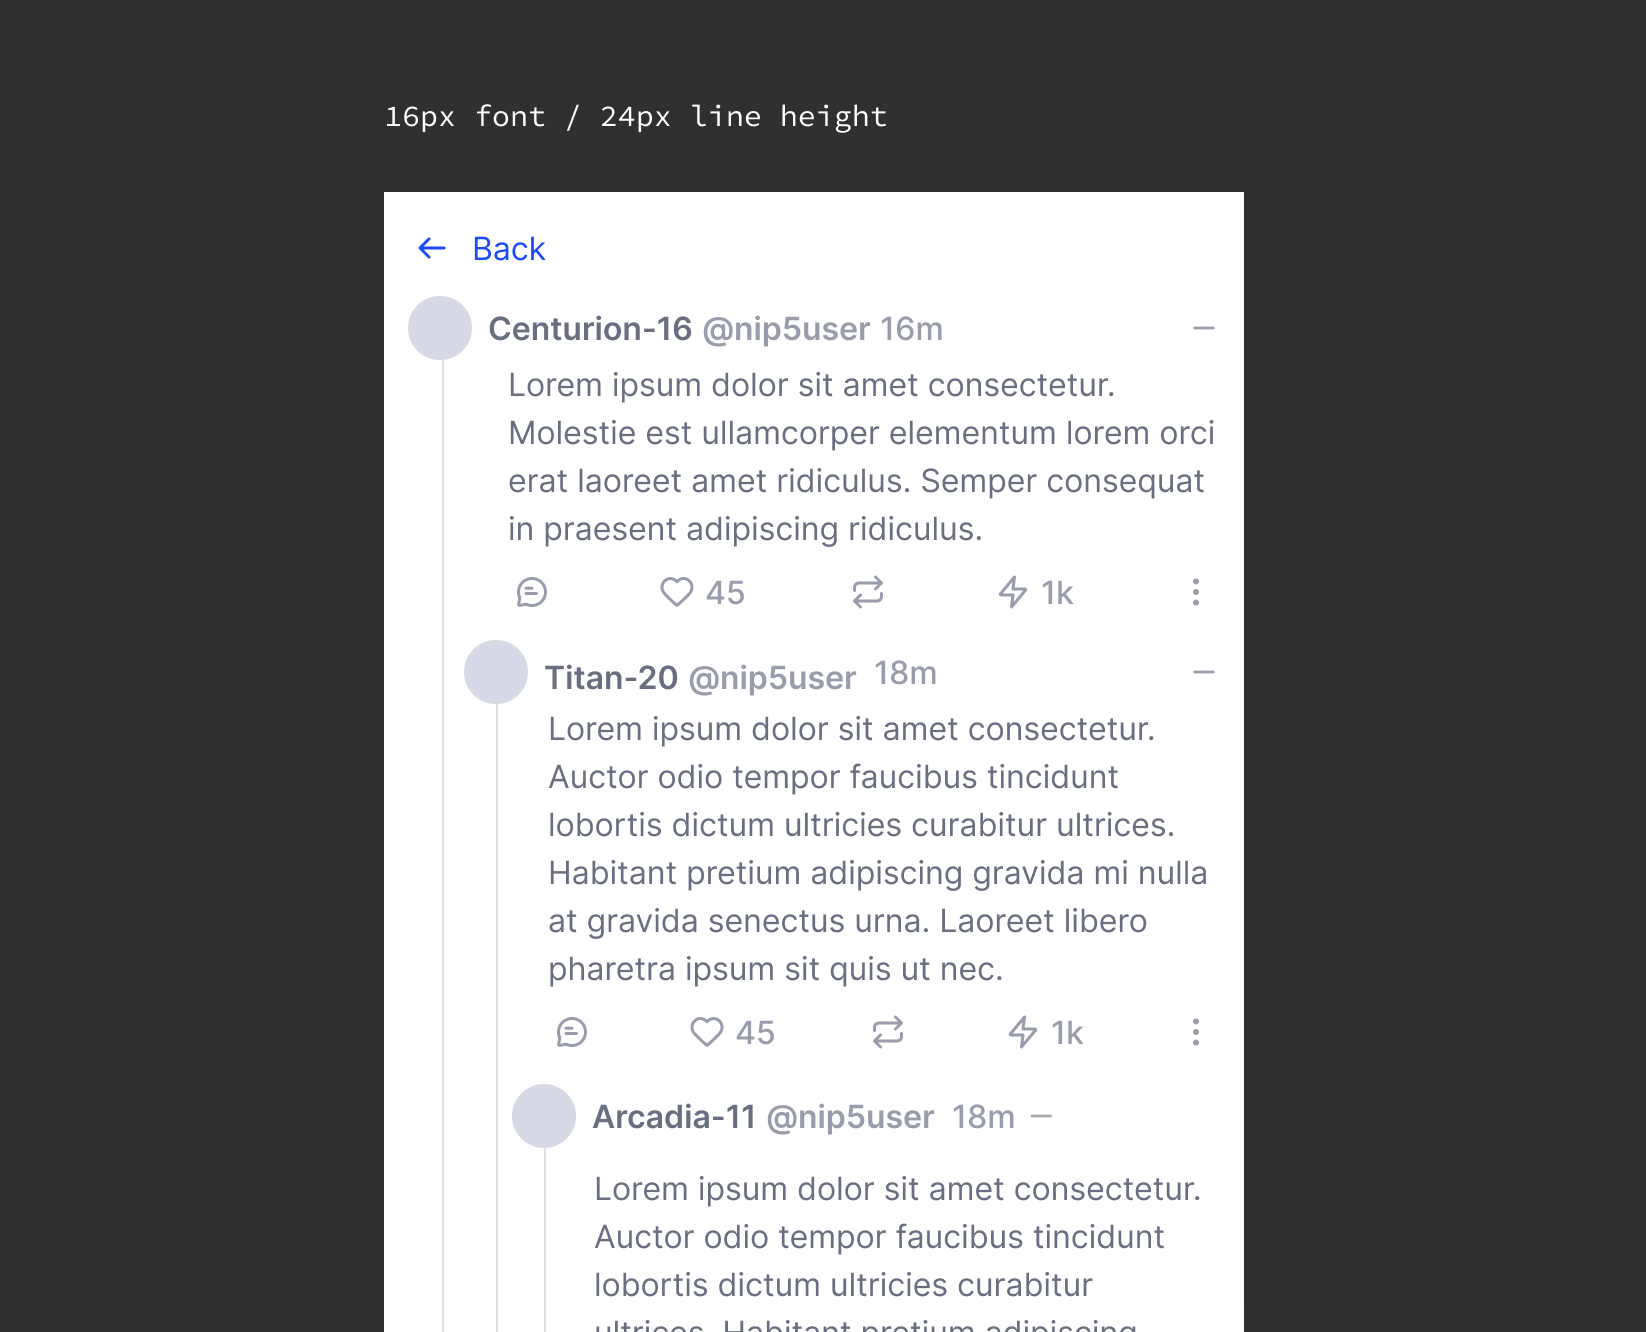 16px font / 24px line height
Back
Centurion-16 @nip5user 16m
Lorem ipsum dolor sit amet consectetur.
Molestie est ullamcorper elementum lorem orci
erat laoreet amet ridiculus. Semper consequat
in praesent adipiscing ridiculus.
45 1k
Titan-20 @nip5user 18m
Lorem ipsum dolor sit amet consectetur.
Auctor odio tempor faucibus tincidunt
lobortis dictum ultricies curabitur ultrices.
Habitant pretium adipiscing gravida mi nulla
at gravida senectus urna. Laoreet libero
pharetra ipsum sit quis ut nec.
45 1k
Arcadia-11 @nip5user 18m
Lorem ipsum dolor sit amet consectetur.
Auctor odio tempor faucibus tincidunt
lobortis dictum ultricies curabitur
ultrices. Habitant pretium adipiscing